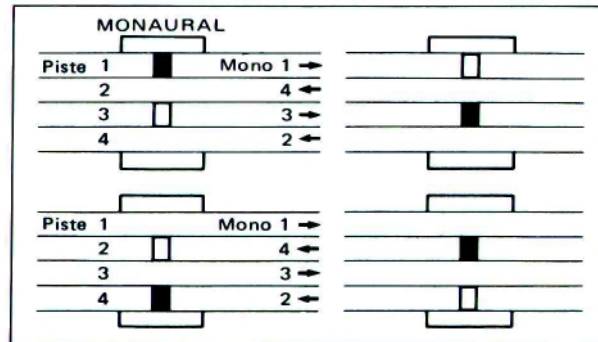 MONAURAL
Piste 1 Mono 1 →
2 4 ←
3 3 →
4 2 ←
Piste 1 Mono 1 →
2 4 ←
3 3 →
4 2 ←